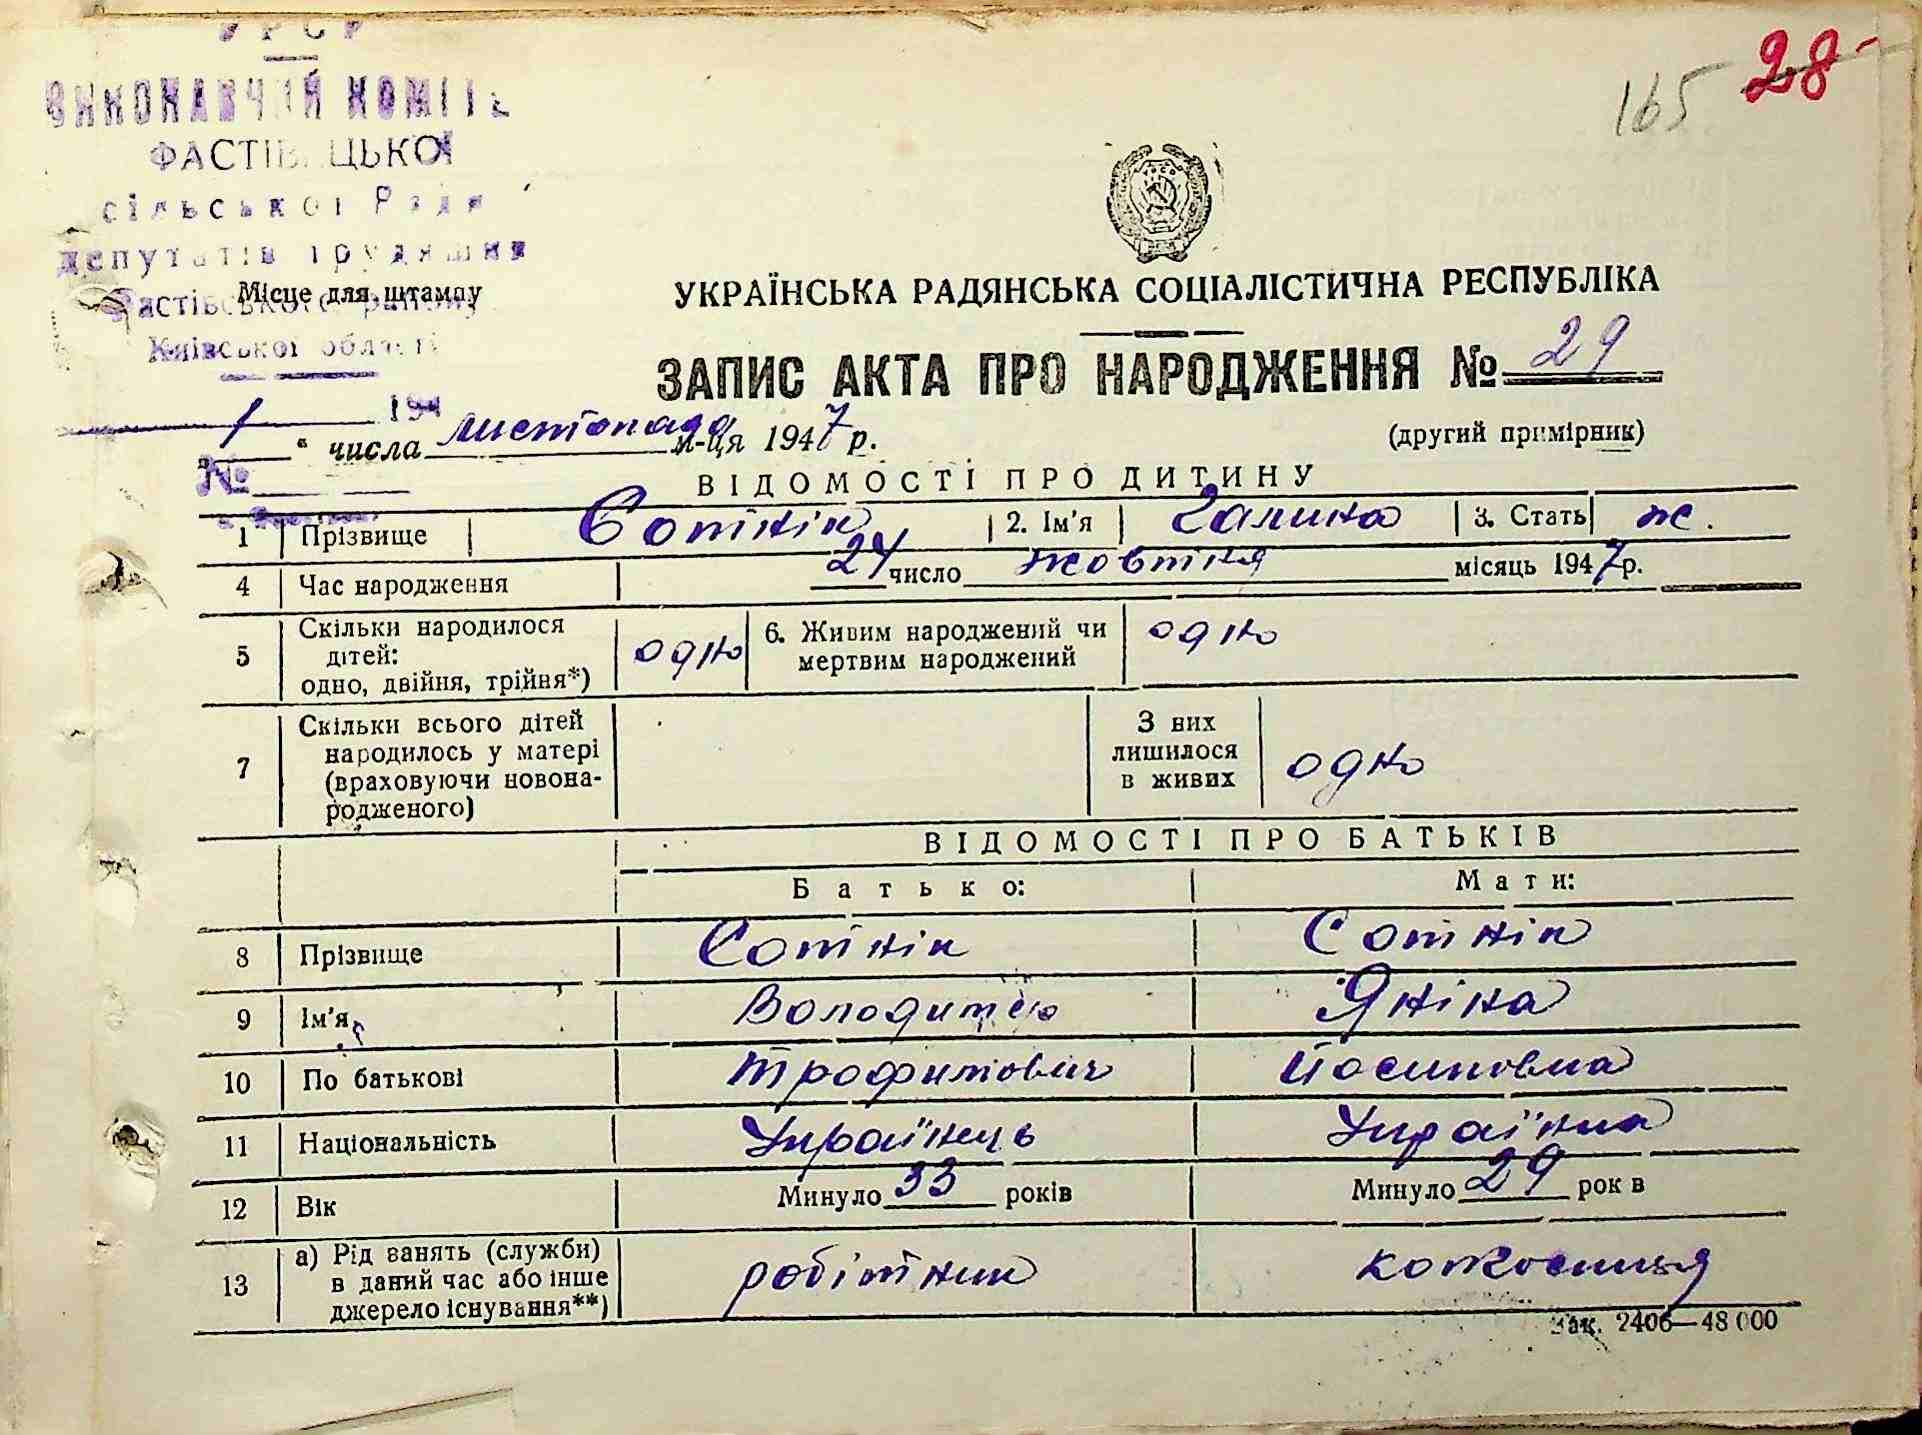 УРСР
ВИКОНАВЧИЙ КОМІТЕ
ФАСТІВЕЦЬКОЇ
сільської Ради
депутатів трудящих
Фастівського району
Місце для штампу
Київської області
194
№
165 28
УКРАЇНСЬКА РАДЯНСЬКА СОЦІАЛІСТИЧНА РЕСПУБЛІКА
ЗАПИС АКТА ПРО НАРОДЖЕННЯ № 29
„ 1 “ числа листопада м-ця 1947 р.
(другий примірник)
ВІДОМОСТІ ПРО ДИТИНУ
1 Прізвище Сотнік 2. Ім'я Галина 3. Стать ж.
4 Час народження 24 число жовтня місяць 1947 р.
5 Скільки народилося дітей: одно, двійня, трійня*) одно 6. Живим народжений чи мертвим народжений одно
7 Скільки всього дітей народилось у матері (враховуючи новона-родженого) З них лишилося в живих одно
ВІДОМОСТІ ПРО БАТЬКІВ
Батько: Мати:
8 Прізвище Сотнік Сотнік
9 Ім'я Володимир Яніна
10 По батькові Трофимович Йосиповна
11 Національність Українець Українка
12 Вік Минуло 33 років Минуло 29 рок в
13 а) Рід занять (служби) в даний час або інше джерело існування**) робітник колгоспниця
Зак. 2406—48 000